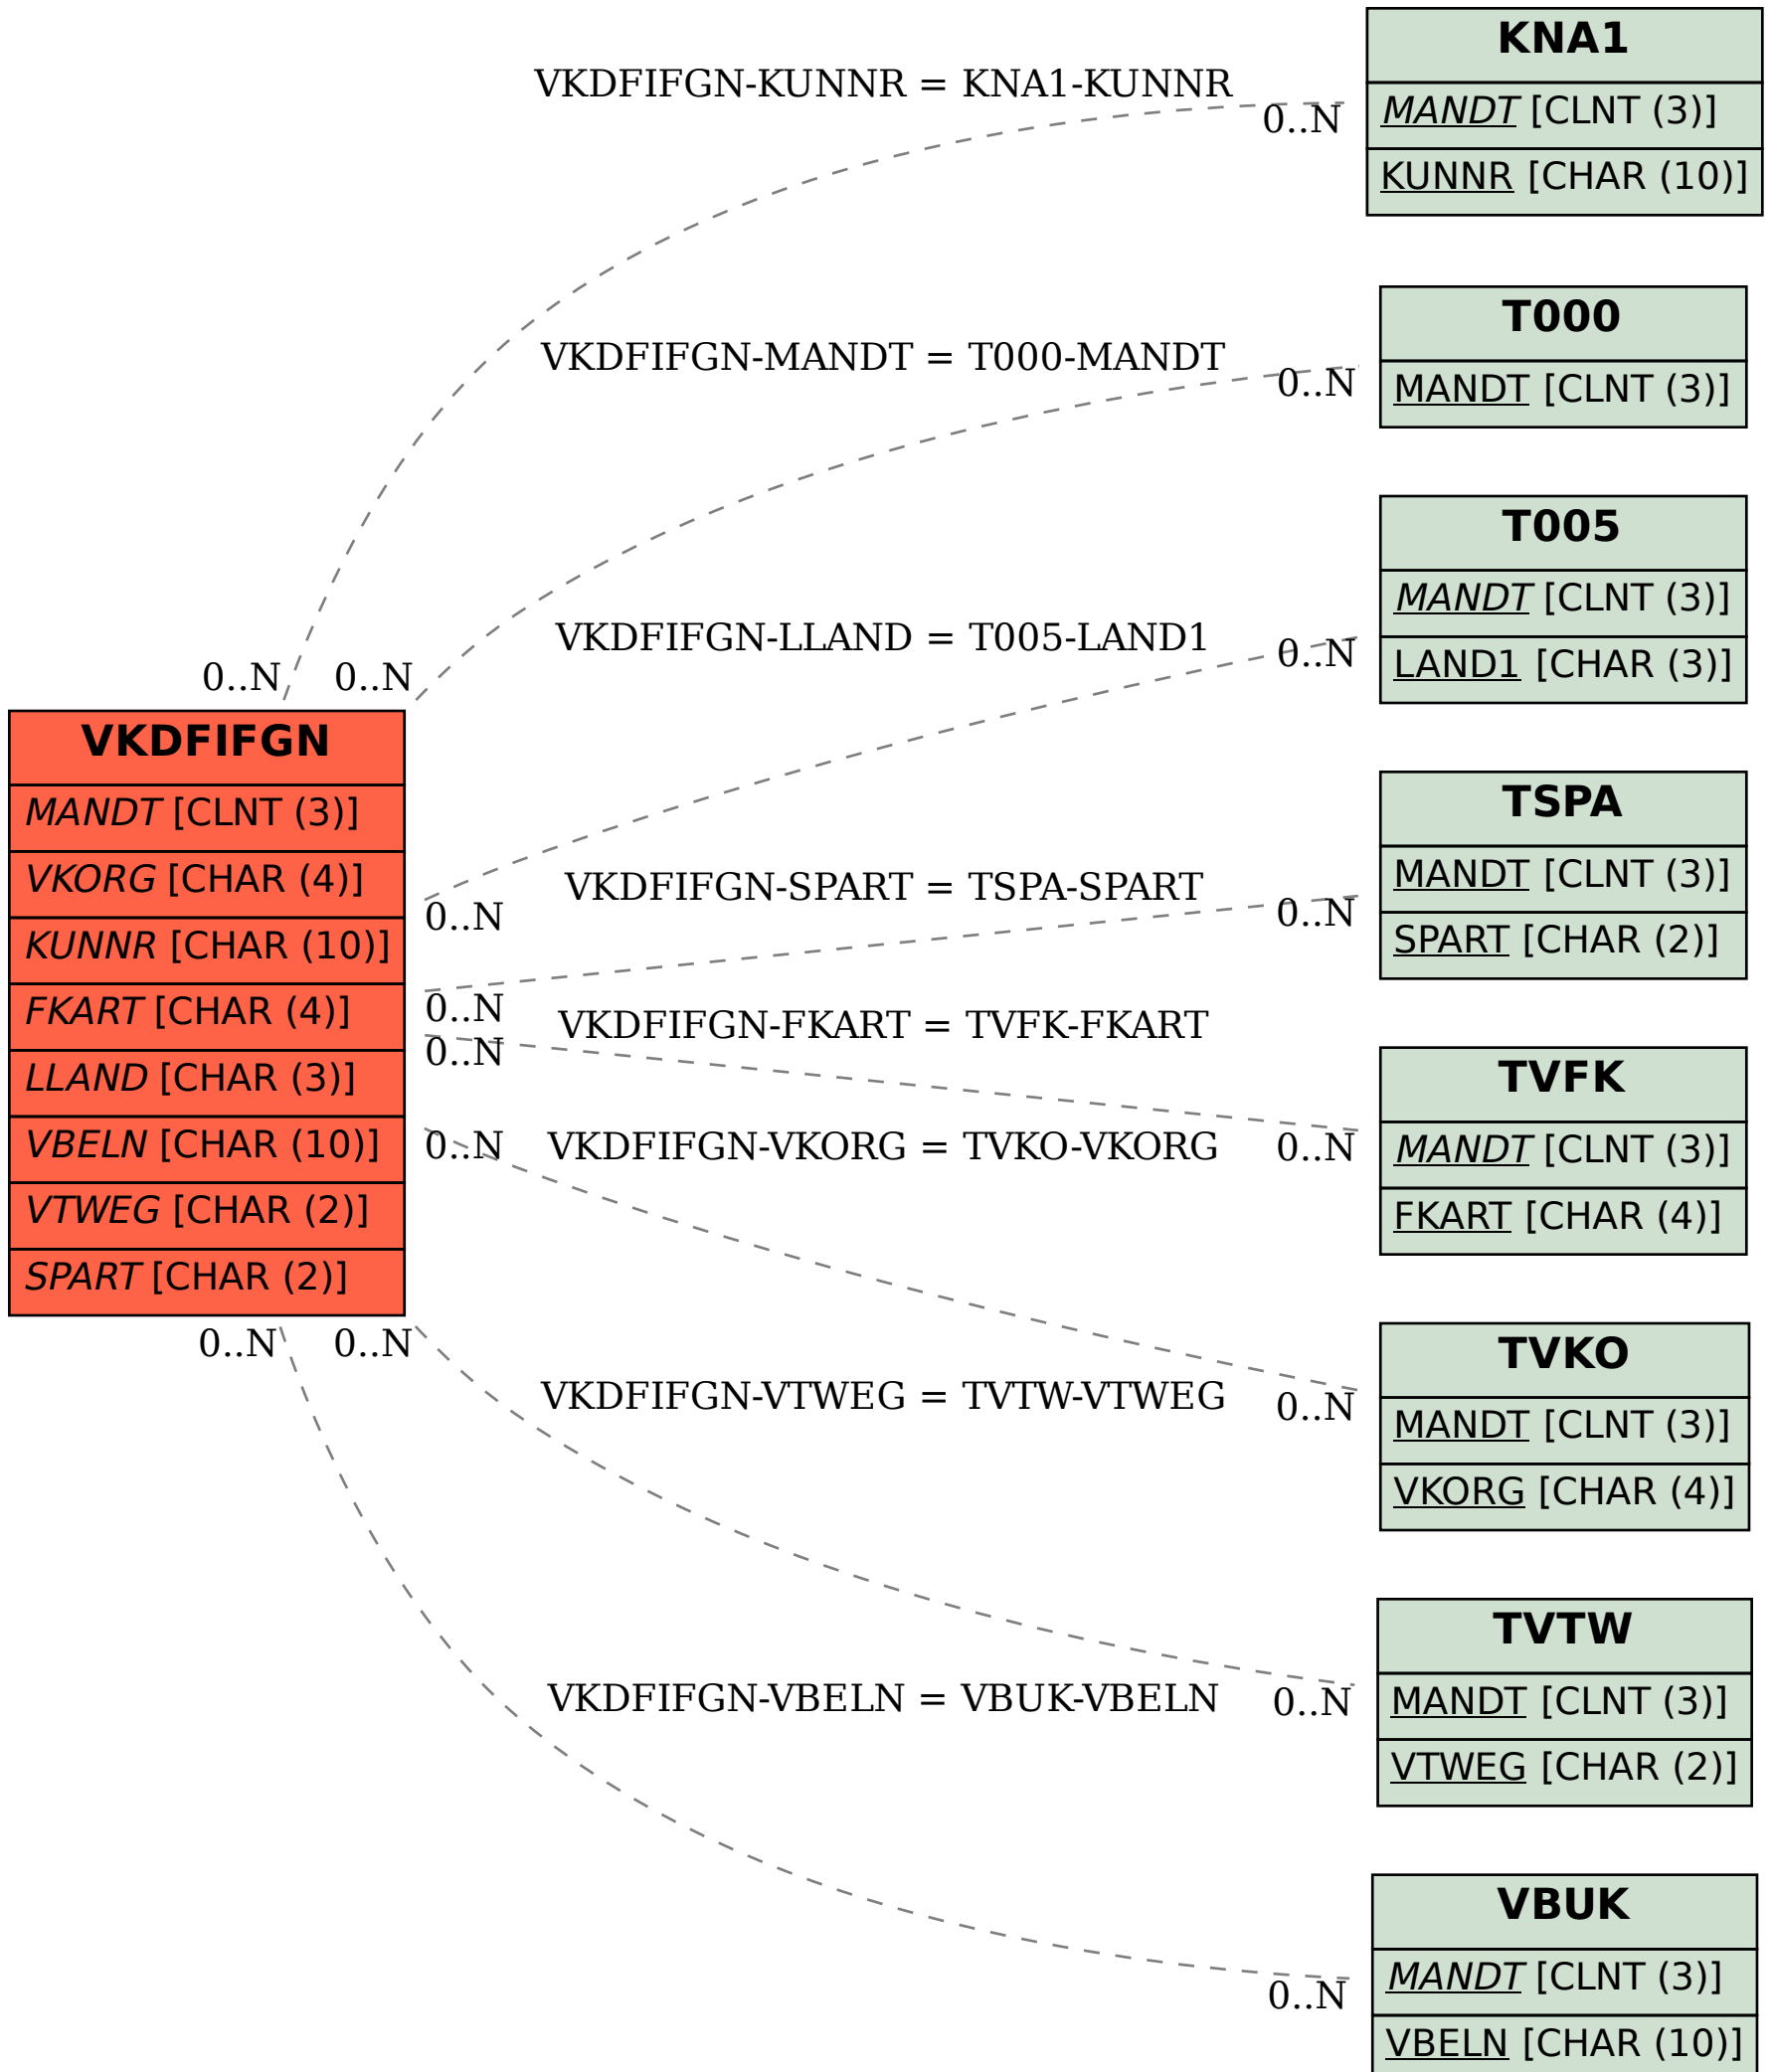 KNA1
MANDT [CLNT (3)]
KUNNR [CHAR (10)]
VKDFIFGN-KUNNR = KNA1-KUNNR
0..N
0..N
T000
MANDT [CLNT (3)]
VKDFIFGN-MANDT = T000-MANDT
0..N
0..N
T005
MANDT [CLNT (3)]
LAND1 [CHAR (3)]
VKDFIFGN-LLAND = T005-LAND1
0..N
0..N
VKDFIFGN
MANDT [CLNT (3)]
VKORG [CHAR (4)]
KUNNR [CHAR (10)]
FKART [CHAR (4)]
LLAND [CHAR (3)]
VBELN [CHAR (10)]
VTWEG [CHAR (2)]
SPART [CHAR (2)]
TSPA
MANDT [CLNT (3)]
SPART [CHAR (2)]
VKDFIFGN-SPART = TSPA-SPART
0..N
0..N
VKDFIFGN-FKART = TVFK-FKART
0..N
0..N
TVFK
MANDT [CLNT (3)]
FKART [CHAR (4)]
VKDFIFGN-VKORG = TVKO-VKORG
0..N
0..N
TVKO
MANDT [CLNT (3)]
VKORG [CHAR (4)]
VKDFIFGN-VTWEG = TVTW-VTWEG
0..N
0..N
TVTW
MANDT [CLNT (3)]
VTWEG [CHAR (2)]
VKDFIFGN-VBELN = VBUK-VBELN
0..N
0..N
VBUK
MANDT [CLNT (3)]
VBELN [CHAR (10)]